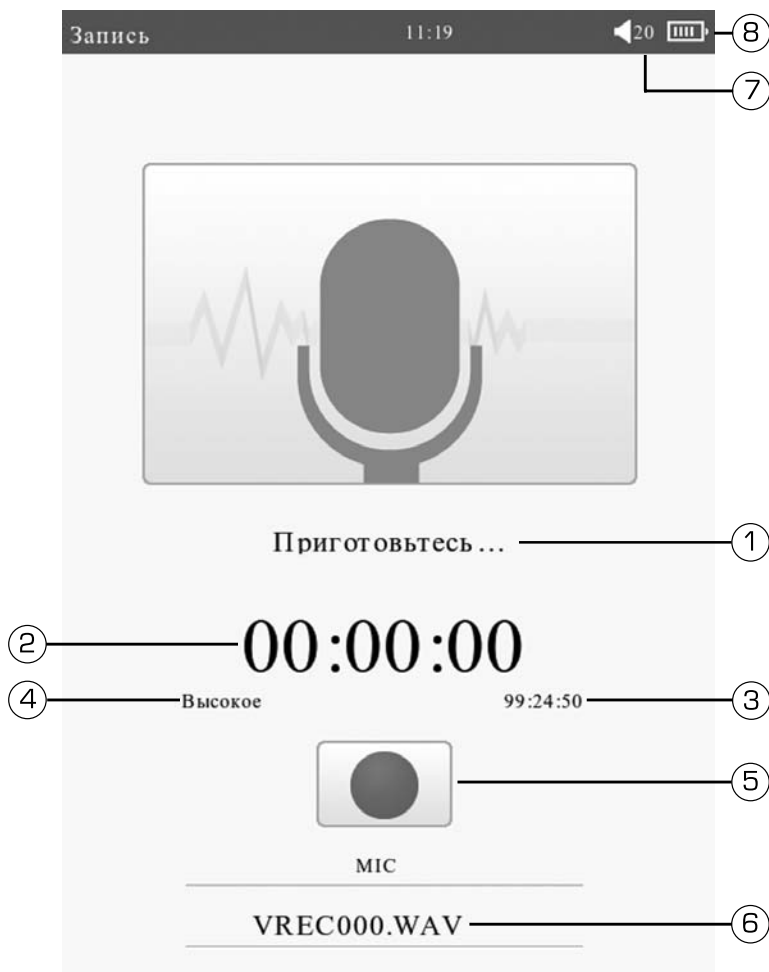 Запись 11:19 20 ⑧
⑦
Приготовьтесь... ①
② 00:00:00
④ Высокое 99:24:50 ③
⑤
MIC
VREC000.WAV ⑥